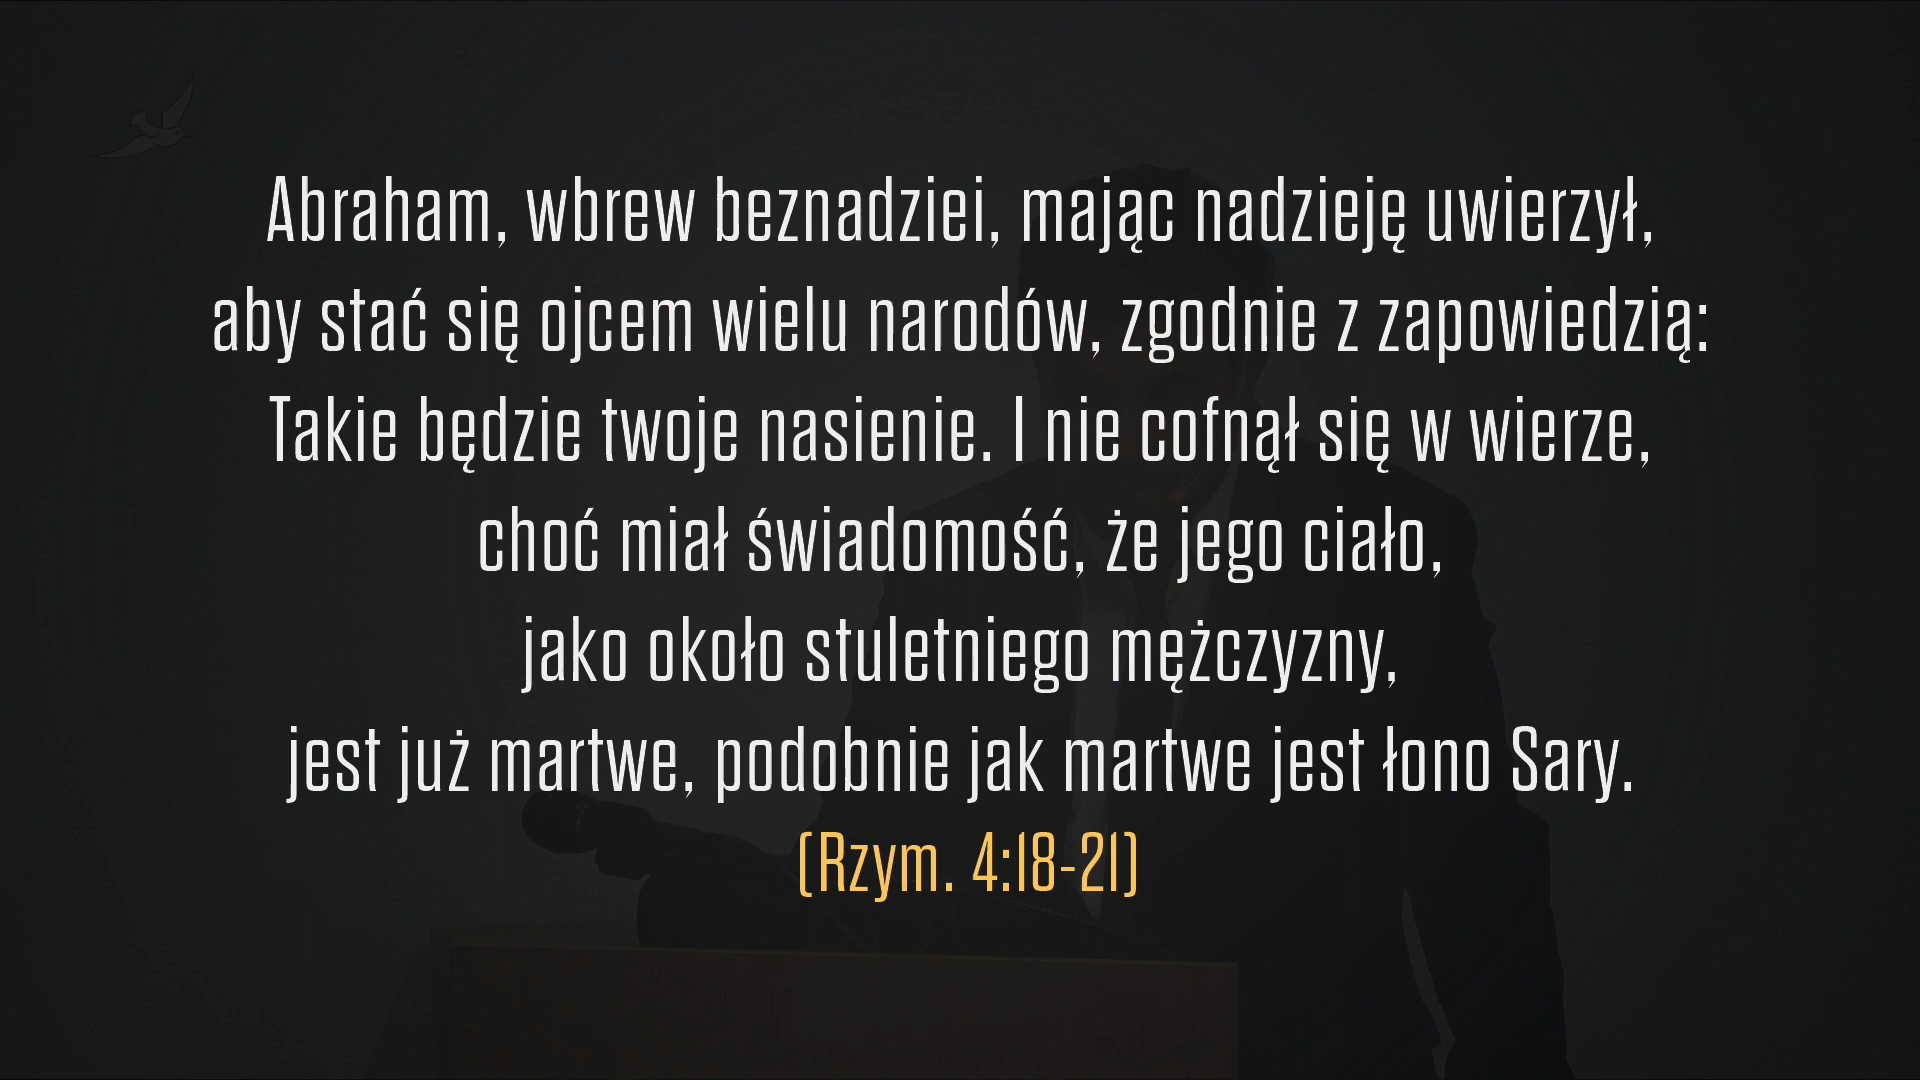 Abraham, wbrew beznadziei, mając nadzieję uwierzył,
aby stać się ojcem wielu narodów, zgodnie z zapowiedzią:
Takie będzie twoje nasienie. I nie cofnął się w wierze,
choć miał świadomość, że jego ciało,
jako około stuletniego mężczyzny,
jest już martwe, podobnie jak martwe jest łono Sary.
(Rzym. 4:18-21)